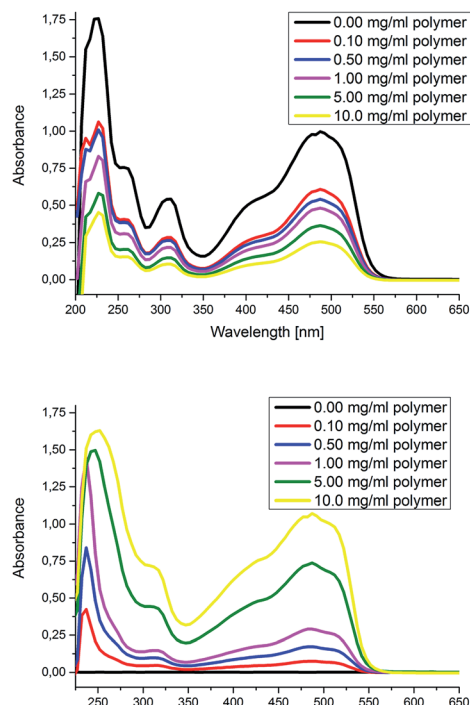 1,75
1,50
1,25
1,00
0,75
0,50
0,25
0,00
Absorbance
0.00 mg/ml polymer
0.10 mg/ml polymer
0.50 mg/ml polymer
1.00 mg/ml polymer
5.00 mg/ml polymer
10.0 mg/ml polymer
200 250 300 350 400 450 500 550 600 650
Wavelength [nm]
1,75
1,50
1,25
1,00
0,75
0,50
0,25
0,00
Absorbance
0.00 mg/ml polymer
0.10 mg/ml polymer
0.50 mg/ml polymer
1.00 mg/ml polymer
5.00 mg/ml polymer
10.0 mg/ml polymer
250 300 350 400 450 500 550 600 650